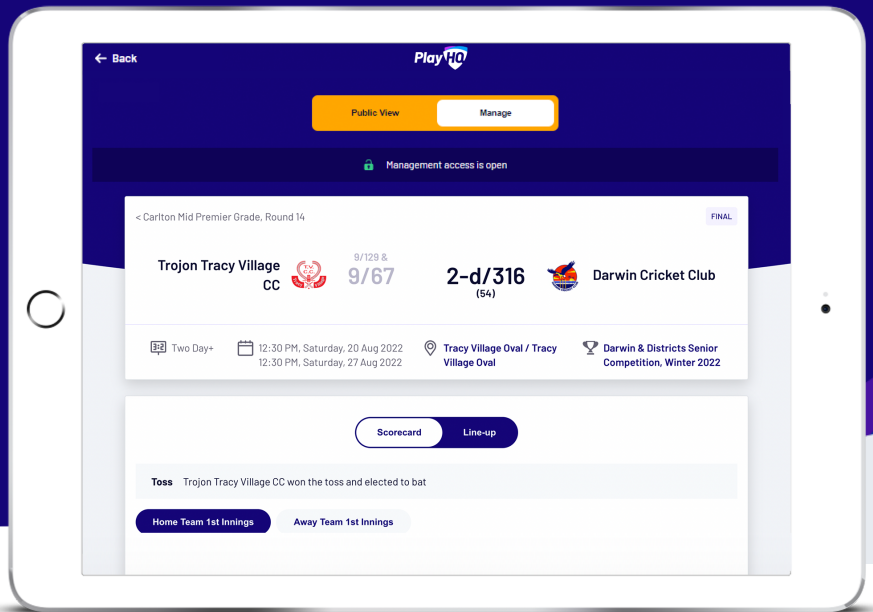 ← Back
Play HQ
Public View
Manage
Management access is open
< Carlton Mid Premier Grade, Round 14
FINAL
Trojon Tracy Village
CC
9/129 &
9/67
2-d/316
(54)
Darwin Cricket Club
Two Day+
12:30 PM, Saturday, 20 Aug 2022
12:30 PM, Saturday, 27 Aug 2022
Tracy Village Oval / Tracy
Village Oval
Darwin & Districts Senior
Competition, Winter 2022
Scorecard
Line-up
Toss Trojon Tracy Village CC won the toss and elected to bat
Home Team 1st Innings
Away Team 1st Innings